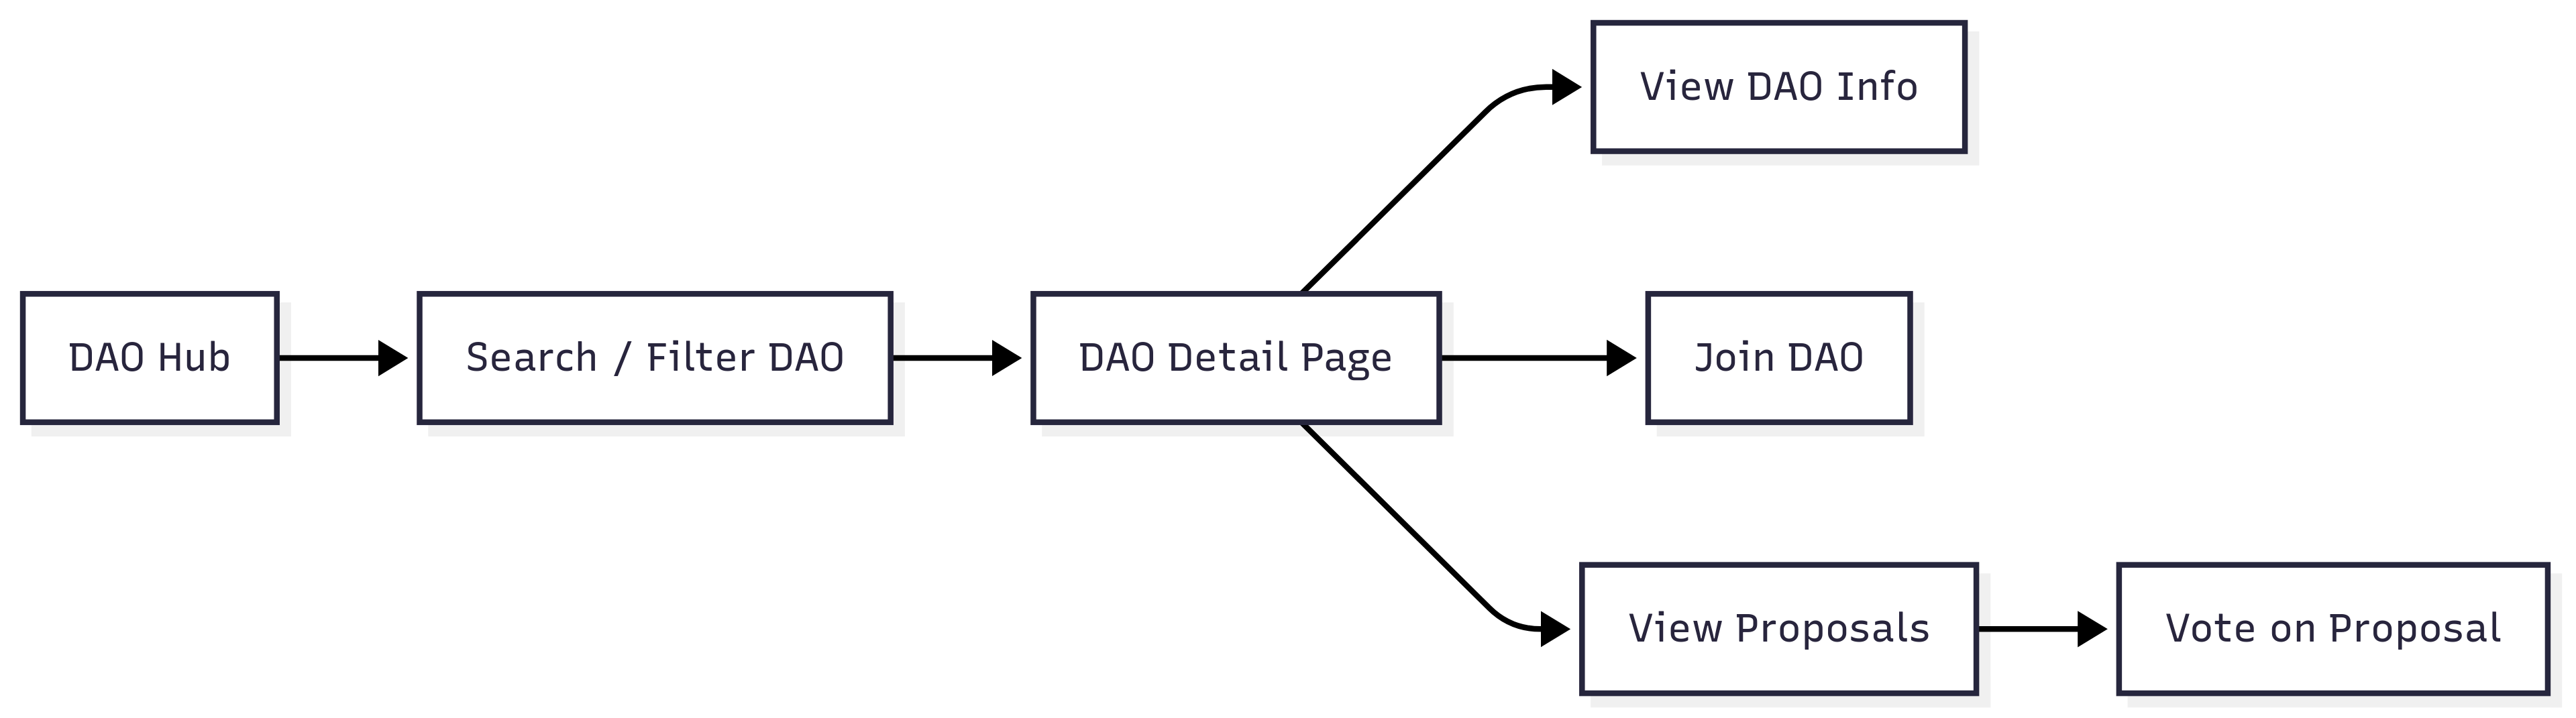 View DAO Info
DAO Hub
Search / Filter DAO
DAO Detail Page
Join DAO
View Proposals
Vote on Proposal